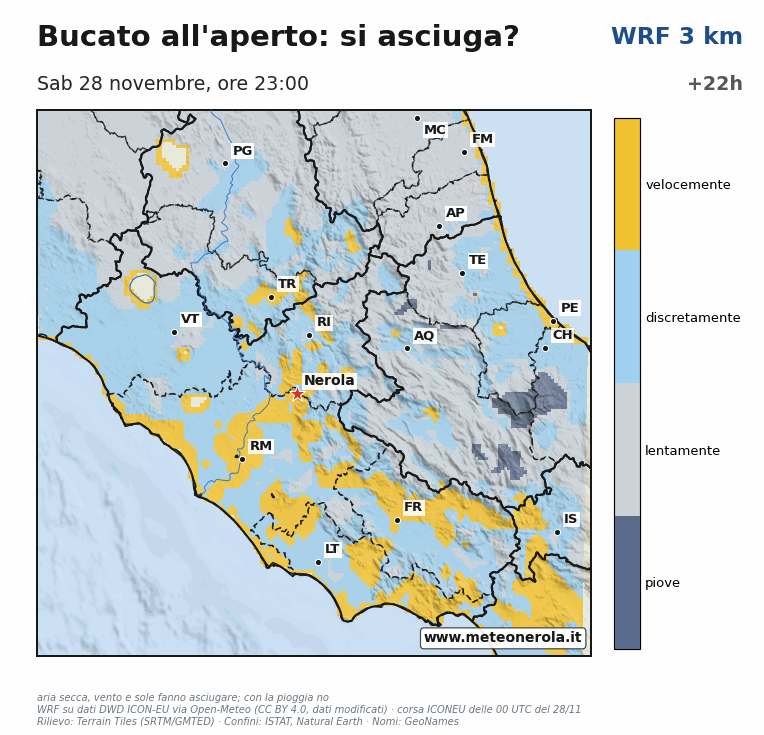 Bucato all'aperto: si asciuga?
WRF 3 km
Sab 28 novembre, ore 23:00
+22h
MC
FM
PG
AP
TE
TR
PE
VT
RI
AQ
CH
Nerola
RM
FR
IS
LT
www.meteonerola.it
velocemente
discretamente
lentamente
piove
aria secca, vento e sole fanno asciugare; con la pioggia no
WRF su dati DWD ICON-EU via Open-Meteo (CC BY 4.0, dati modificati) · corsa ICONEU delle 00 UTC del 28/11
Rilievo: Terrain Tiles (SRTM/GMTED) · Confini: ISTAT, Natural Earth · Nomi: GeoNames